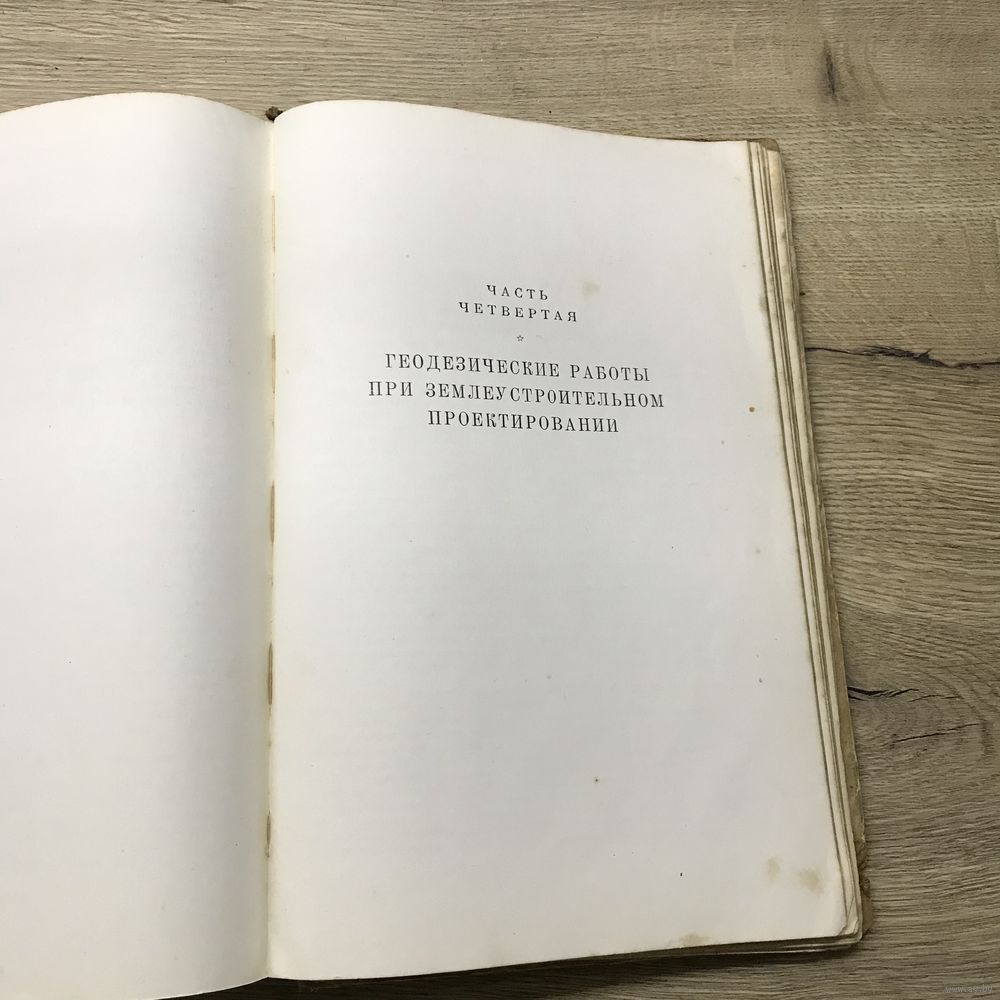 ЧАСТЬ
ЧЕТВЕРТАЯ
ГЕОДЕЗИЧЕСКИЕ РАБОТЫ
ПРИ ЗЕМЛЕУСТРОИТЕЛЬНОМ
ПРОЕКТИРОВАНИИ